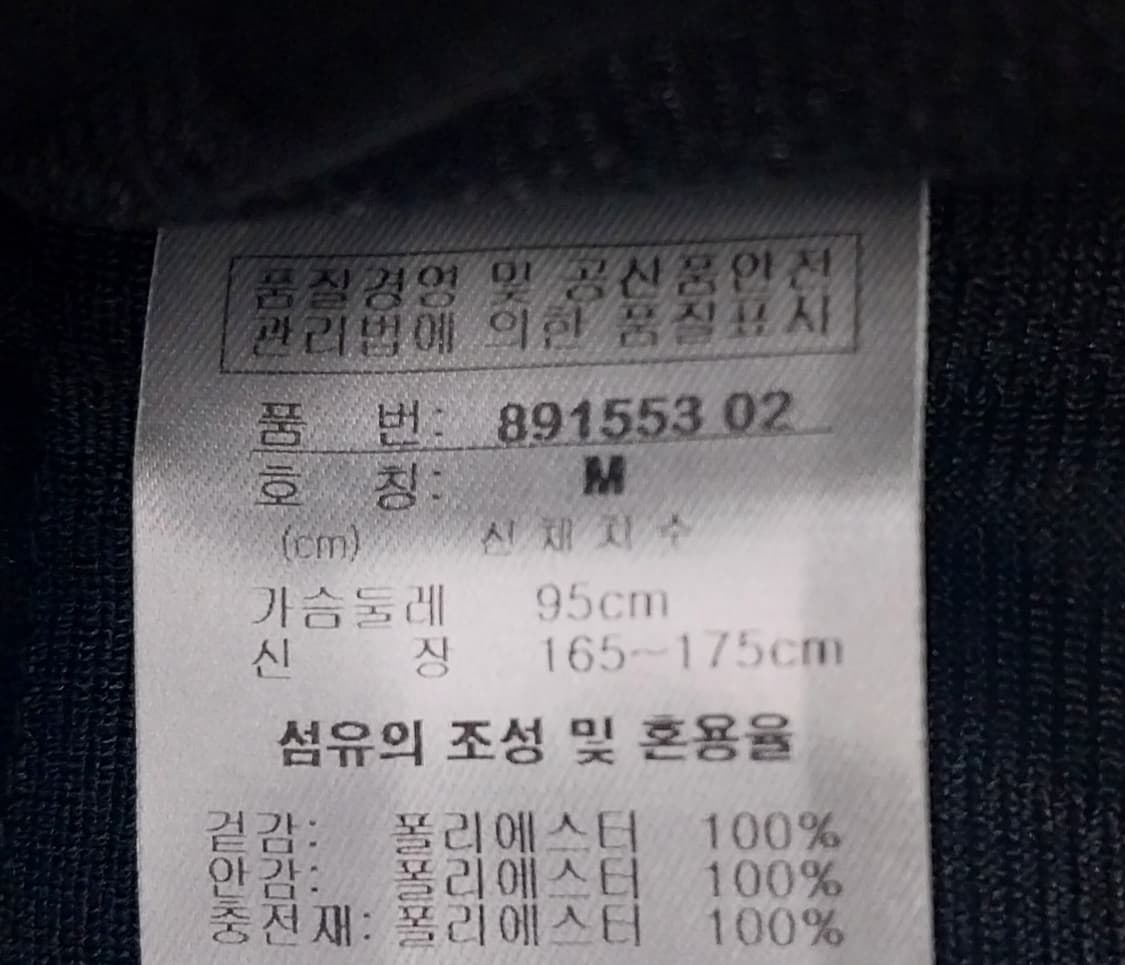 품질경영 및 공산품안전
관리법에 의한 품질표시
품 번: 891553 02
호 칭: M
(cm) 신체치수
가슴둘레 95cm
신 장 165~175cm
섬유의 조성 및 혼용율
겉감: 폴리에스터 100%
안감: 폴리에스터 100%
충전재: 폴리에스터 100%